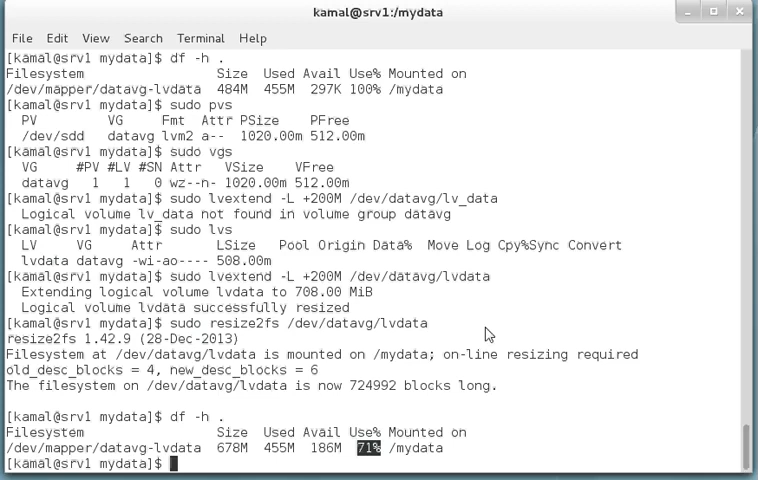 kamal@srv1:/mydata
File Edit View Search Terminal Help
[kamal@srv1 mydata]$ df -h .
Filesystem Size Used Avail Use% Mounted on
/dev/mapper/datavg-lvdata 484M 455M 297K 100% /mydata
[kamal@srv1 mydata]$ sudo pvs
PV VG Fmt Attr PSize PFree
/dev/sdd datavg lvm2 a-- 1020.00m 512.00m
[kamal@srv1 mydata]$ sudo vgs
VG #PV #LV #SN Attr VSize VFree
datavg 1 1 0 wz--n- 1020.00m 512.00m
[kamal@srv1 mydata]$ sudo lvextend -L +200M /dev/datavg/lv_data
Logical volume lv_data not found in volume group datavg
[kamal@srv1 mydata]$ sudo lvs
LV VG Attr LSize Pool Origin Data% Move Log Cpy%Sync Convert
lvdata datavg -wi-ao---- 508.00m
[kamal@srv1 mydata]$ sudo lvextend -L +200M /dev/datavg/lvdata
Extending logical volume lvdata to 708.00 MiB
Logical volume lvdata successfully resized
[kamal@srv1 mydata]$ sudo resize2fs /dev/datavg/lvdata
resize2fs 1.42.9 (28-Dec-2013)
Filesystem at /dev/datavg/lvdata is mounted on /mydata; on-line resizing required
old_desc_blocks = 4, new_desc_blocks = 6
The filesystem on /dev/datavg/lvdata is now 724992 blocks long.
[kamal@srv1 mydata]$ df -h .
Filesystem Size Used Avail Use% Mounted on
/dev/mapper/datavg-lvdata 678M 455M 186M 71% /mydata
[kamal@srv1 mydata]$